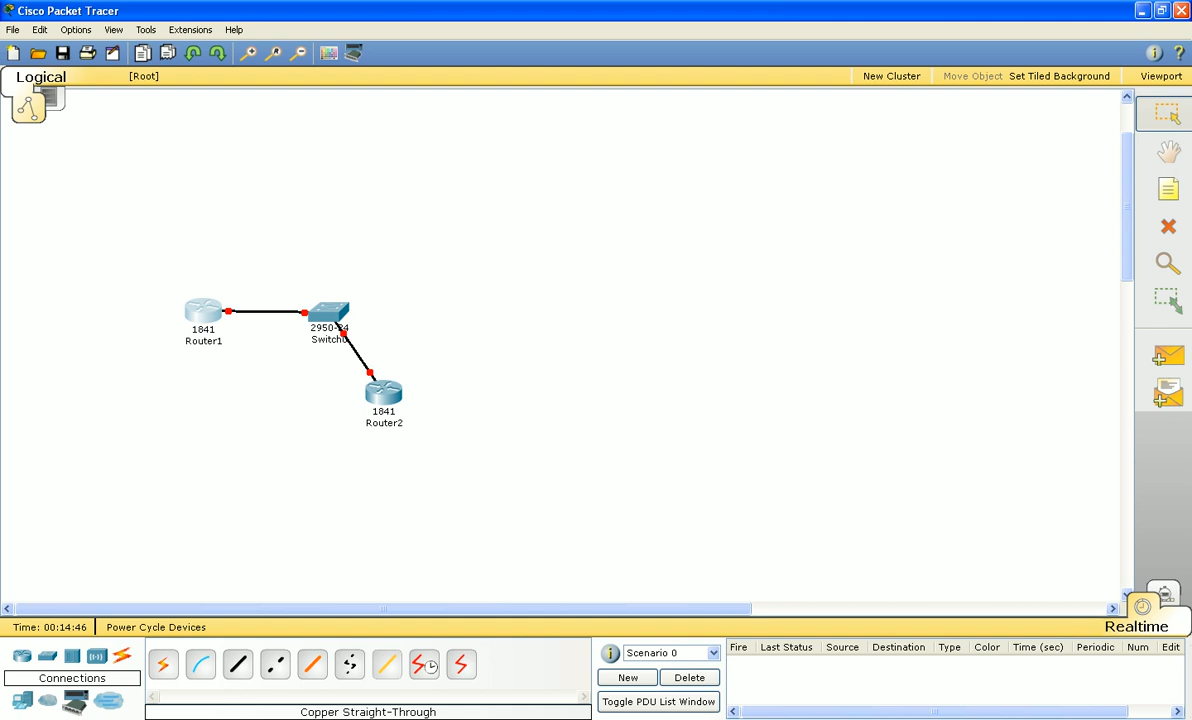 Cisco Packet Tracer
File Edit Options View Tools Extensions Help
Logical [Root] New Cluster Move Object Set Tiled Background Viewport
1841
Router1
2950-24
Switch0
1841
Router2
Time: 00:14:46 Power Cycle Devices Realtime
Connections
Copper Straight-Through
Scenario 0
New Delete
Toggle PDU List Window
Fire Last Status Source Destination Type Color Time (sec) Periodic Num Edit